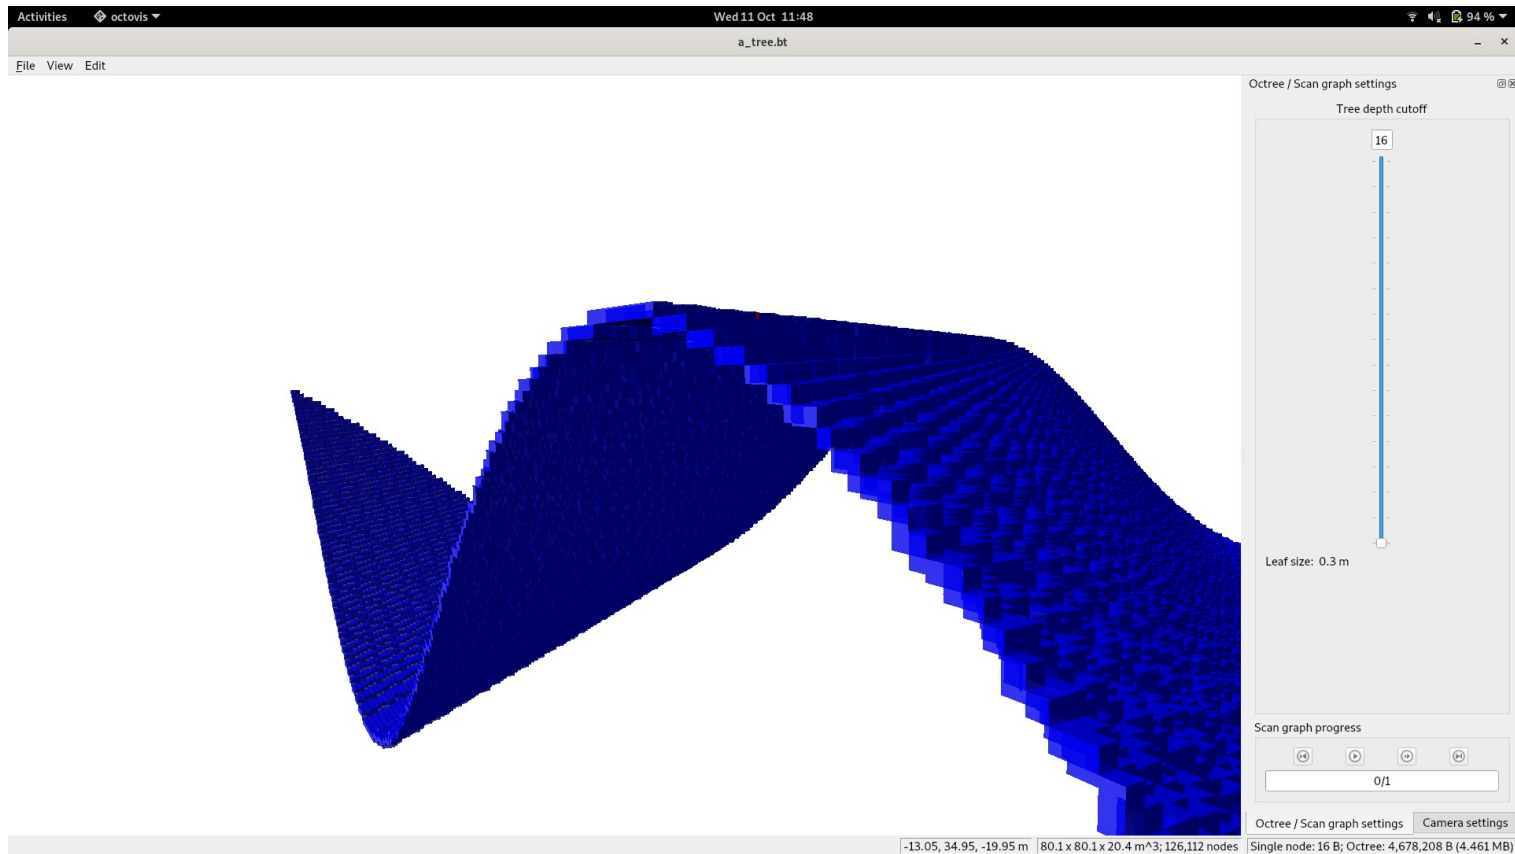 Activities octovis Wed 11 Oct 11:48 94 %
a_tree.bt
File View Edit
Octree / Scan graph settings
Tree depth cutoff
16
Leaf size: 0.3 m
Scan graph progress
0/1
Octree / Scan graph settings Camera settings
-13.05, 34.95, -19.95 m 80.1 x 80.1 x 20.4 m^3; 126,112 nodes Single node: 16 B; Octree: 4,678,208 B (4.461 MB)